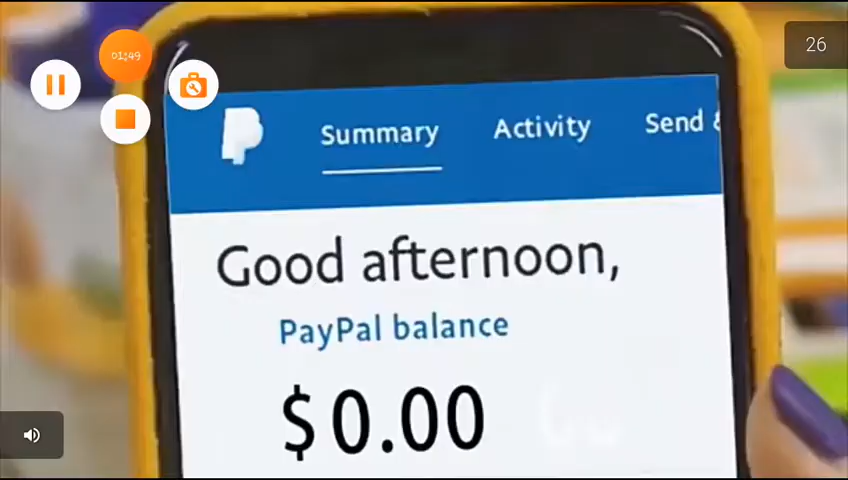 01:49
26
Summary Activity Send &
Good afternoon,
PayPal balance
$0.00